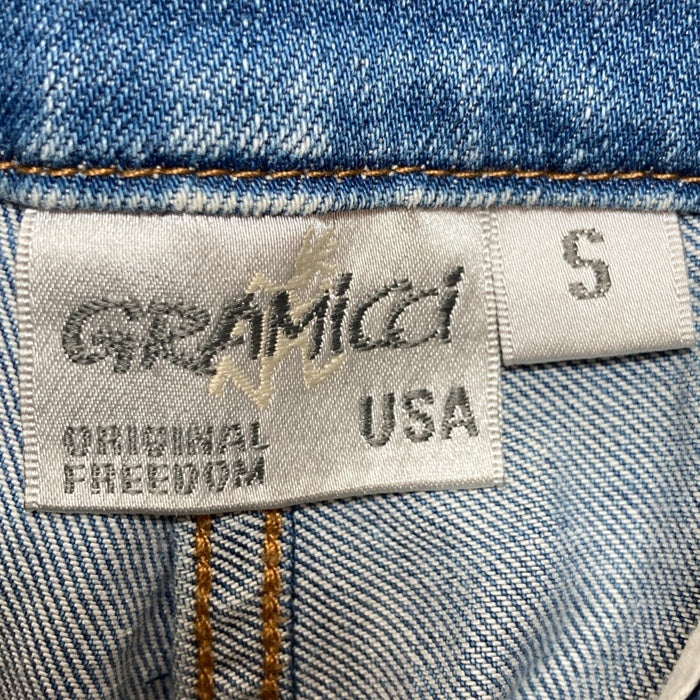 GRAMiCCi
USA
ORIGINAL
FREEDOM
S